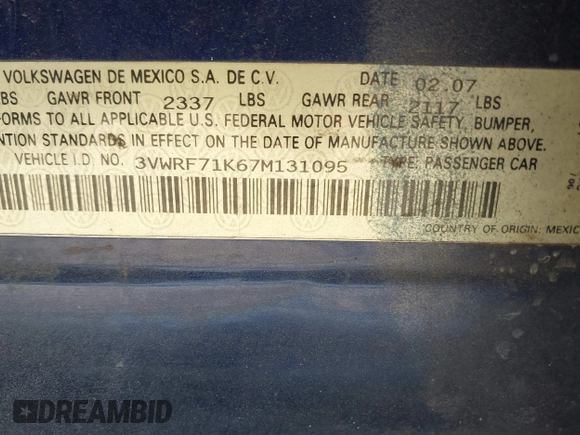 VOLKSWAGEN DE MEXICO S.A. DE C.V. DATE 02.07
LBS GAWR FRONT 2337 LBS GAWR REAR 2117 LBS
FORMS TO ALL APPLICABLE U.S. FEDERAL MOTOR VEHICLE SAFETY, BUMPER,
ENTION STANDARDS IN EFFECT ON THE DATE OF MANUFACTURE SHOWN ABOVE.
VEHICLE I.D. NO. 3VWRF71K67M131095 TYPE: PASSENGER CAR
COUNTRY OF ORIGIN: MEXIC
DREAMBID